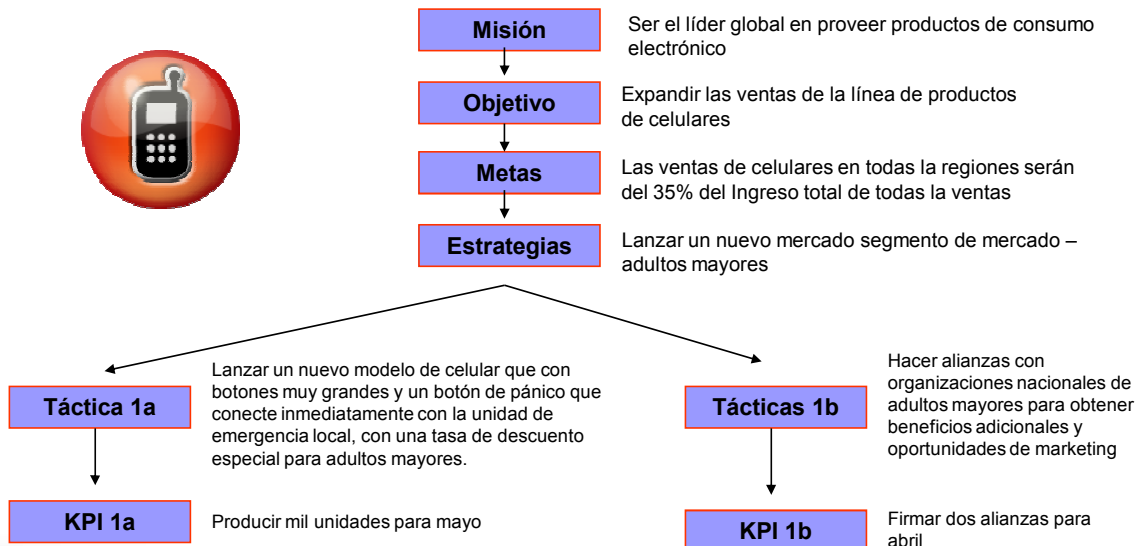 Misión
Ser el líder global en proveer productos de consumo
electrónico
Objetivo
Expandir las ventas de la línea de productos
de celulares
Metas
Las ventas de celulares en todas la regiones serán
del 35% del Ingreso total de todas la ventas
Estrategias
Lanzar un nuevo mercado segmento de mercado –
adultos mayores
Táctica 1a
Lanzar un nuevo modelo de celular que con
botones muy grandes y un botón de pánico que
conecte inmediatamente con la unidad de
emergencia local, con una tasa de descuento
especial para adultos mayores.
Tácticas 1b
Hacer alianzas con
organizaciones nacionales de
adultos mayores para obtener
beneficios adicionales y
oportunidades de marketing
KPI 1a
Producir mil unidades para mayo
KPI 1b
Firmar dos alianzas para
abril